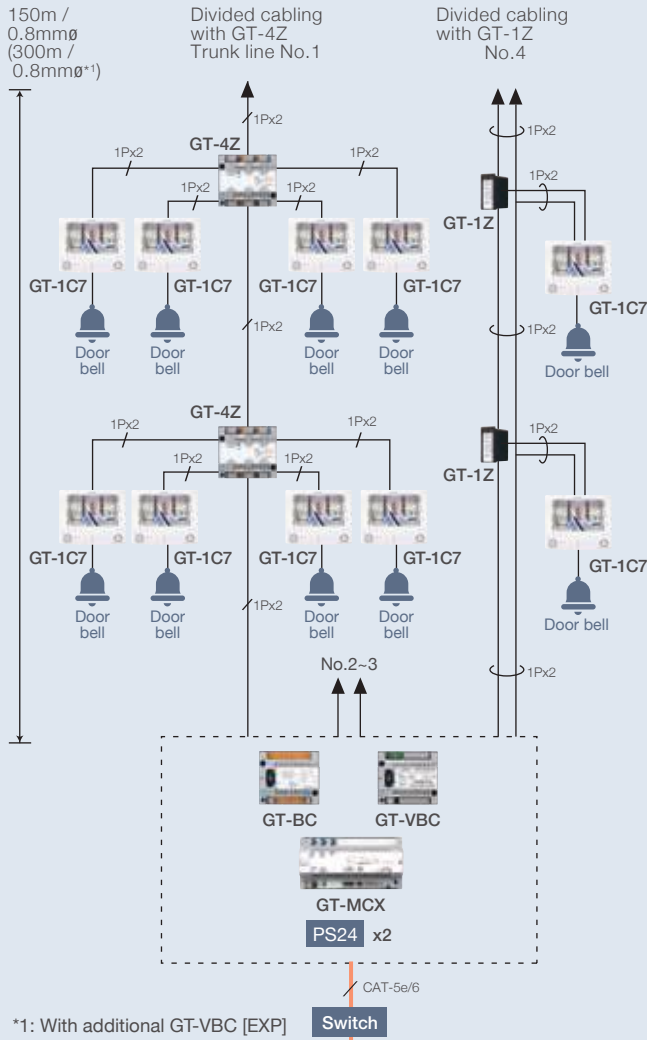 150m /
0.8mmø
(300m /
0.8mmø*1)
Divided cabling
with GT-4Z
Trunk line No.1
Divided cabling
with GT-1Z
No.4
1Px2
1Px2
GT-4Z
1Px2
1Px2
1Px2
1Px2
1Px2
GT-1Z
GT-1C7
GT-1C7
GT-1C7
GT-1C7
GT-1C7
Door
bell
Door
bell
Door
bell
Door
bell
Door bell
1Px2
1Px2
GT-4Z
1Px2
1Px2
1Px2
1Px2
1Px2
GT-1Z
GT-1C7
GT-1C7
GT-1C7
GT-1C7
GT-1C7
Door
bell
Door
bell
Door
bell
Door
bell
Door bell
1Px2
No.2~3
1Px2
GT-BC
GT-VBC
GT-MCX
PS24 x2
CAT-5e/6
*1: With additional GT-VBC [EXP]
Switch